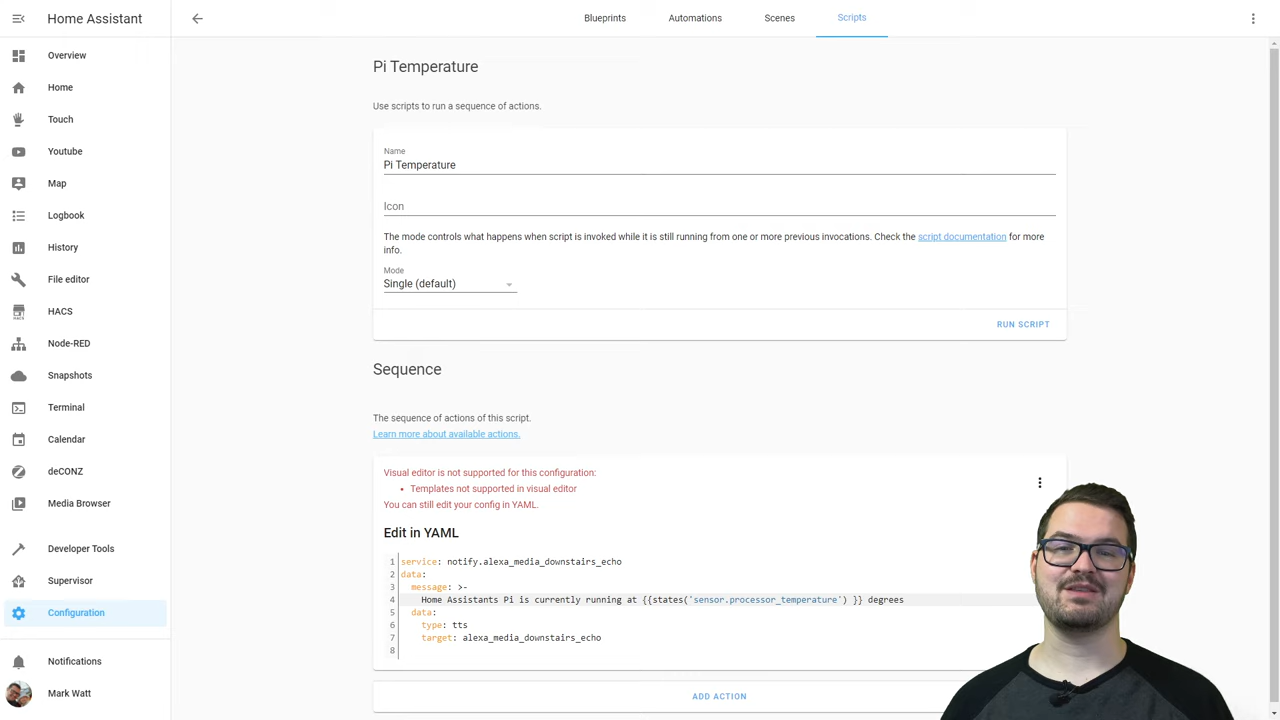 Home Assistant
Blueprints
Automations
Scenes
Scripts
Overview
Home
Touch
Youtube
Map
Logbook
History
File editor
HACS
HACS
Node-RED
Snapshots
Terminal
Calendar
deCONZ
Media Browser
Developer Tools
Supervisor
Configuration
Notifications
Mark Watt
Pi Temperature
Use scripts to run a sequence of actions.
Name
Pi Temperature
Icon
The mode controls what happens when script is invoked while it is still running from one or more previous invocations. Check the script documentation for more
info.
Mode
Single (default)
RUN SCRIPT
Sequence
The sequence of actions of this script.
Learn more about available actions.
Visual editor is not supported for this configuration:
• Templates not supported in visual editor
You can still edit your config in YAML.
Edit in YAML
1 service: notify.alexa_media_downstairs_echo
2 data:
3 message: >-
4 Home Assistants Pi is currently running at {{states('sensor.processor_temperature') }} degrees
5 data:
6 type: tts
7 target: alexa_media_downstairs_echo
8
ADD ACTION